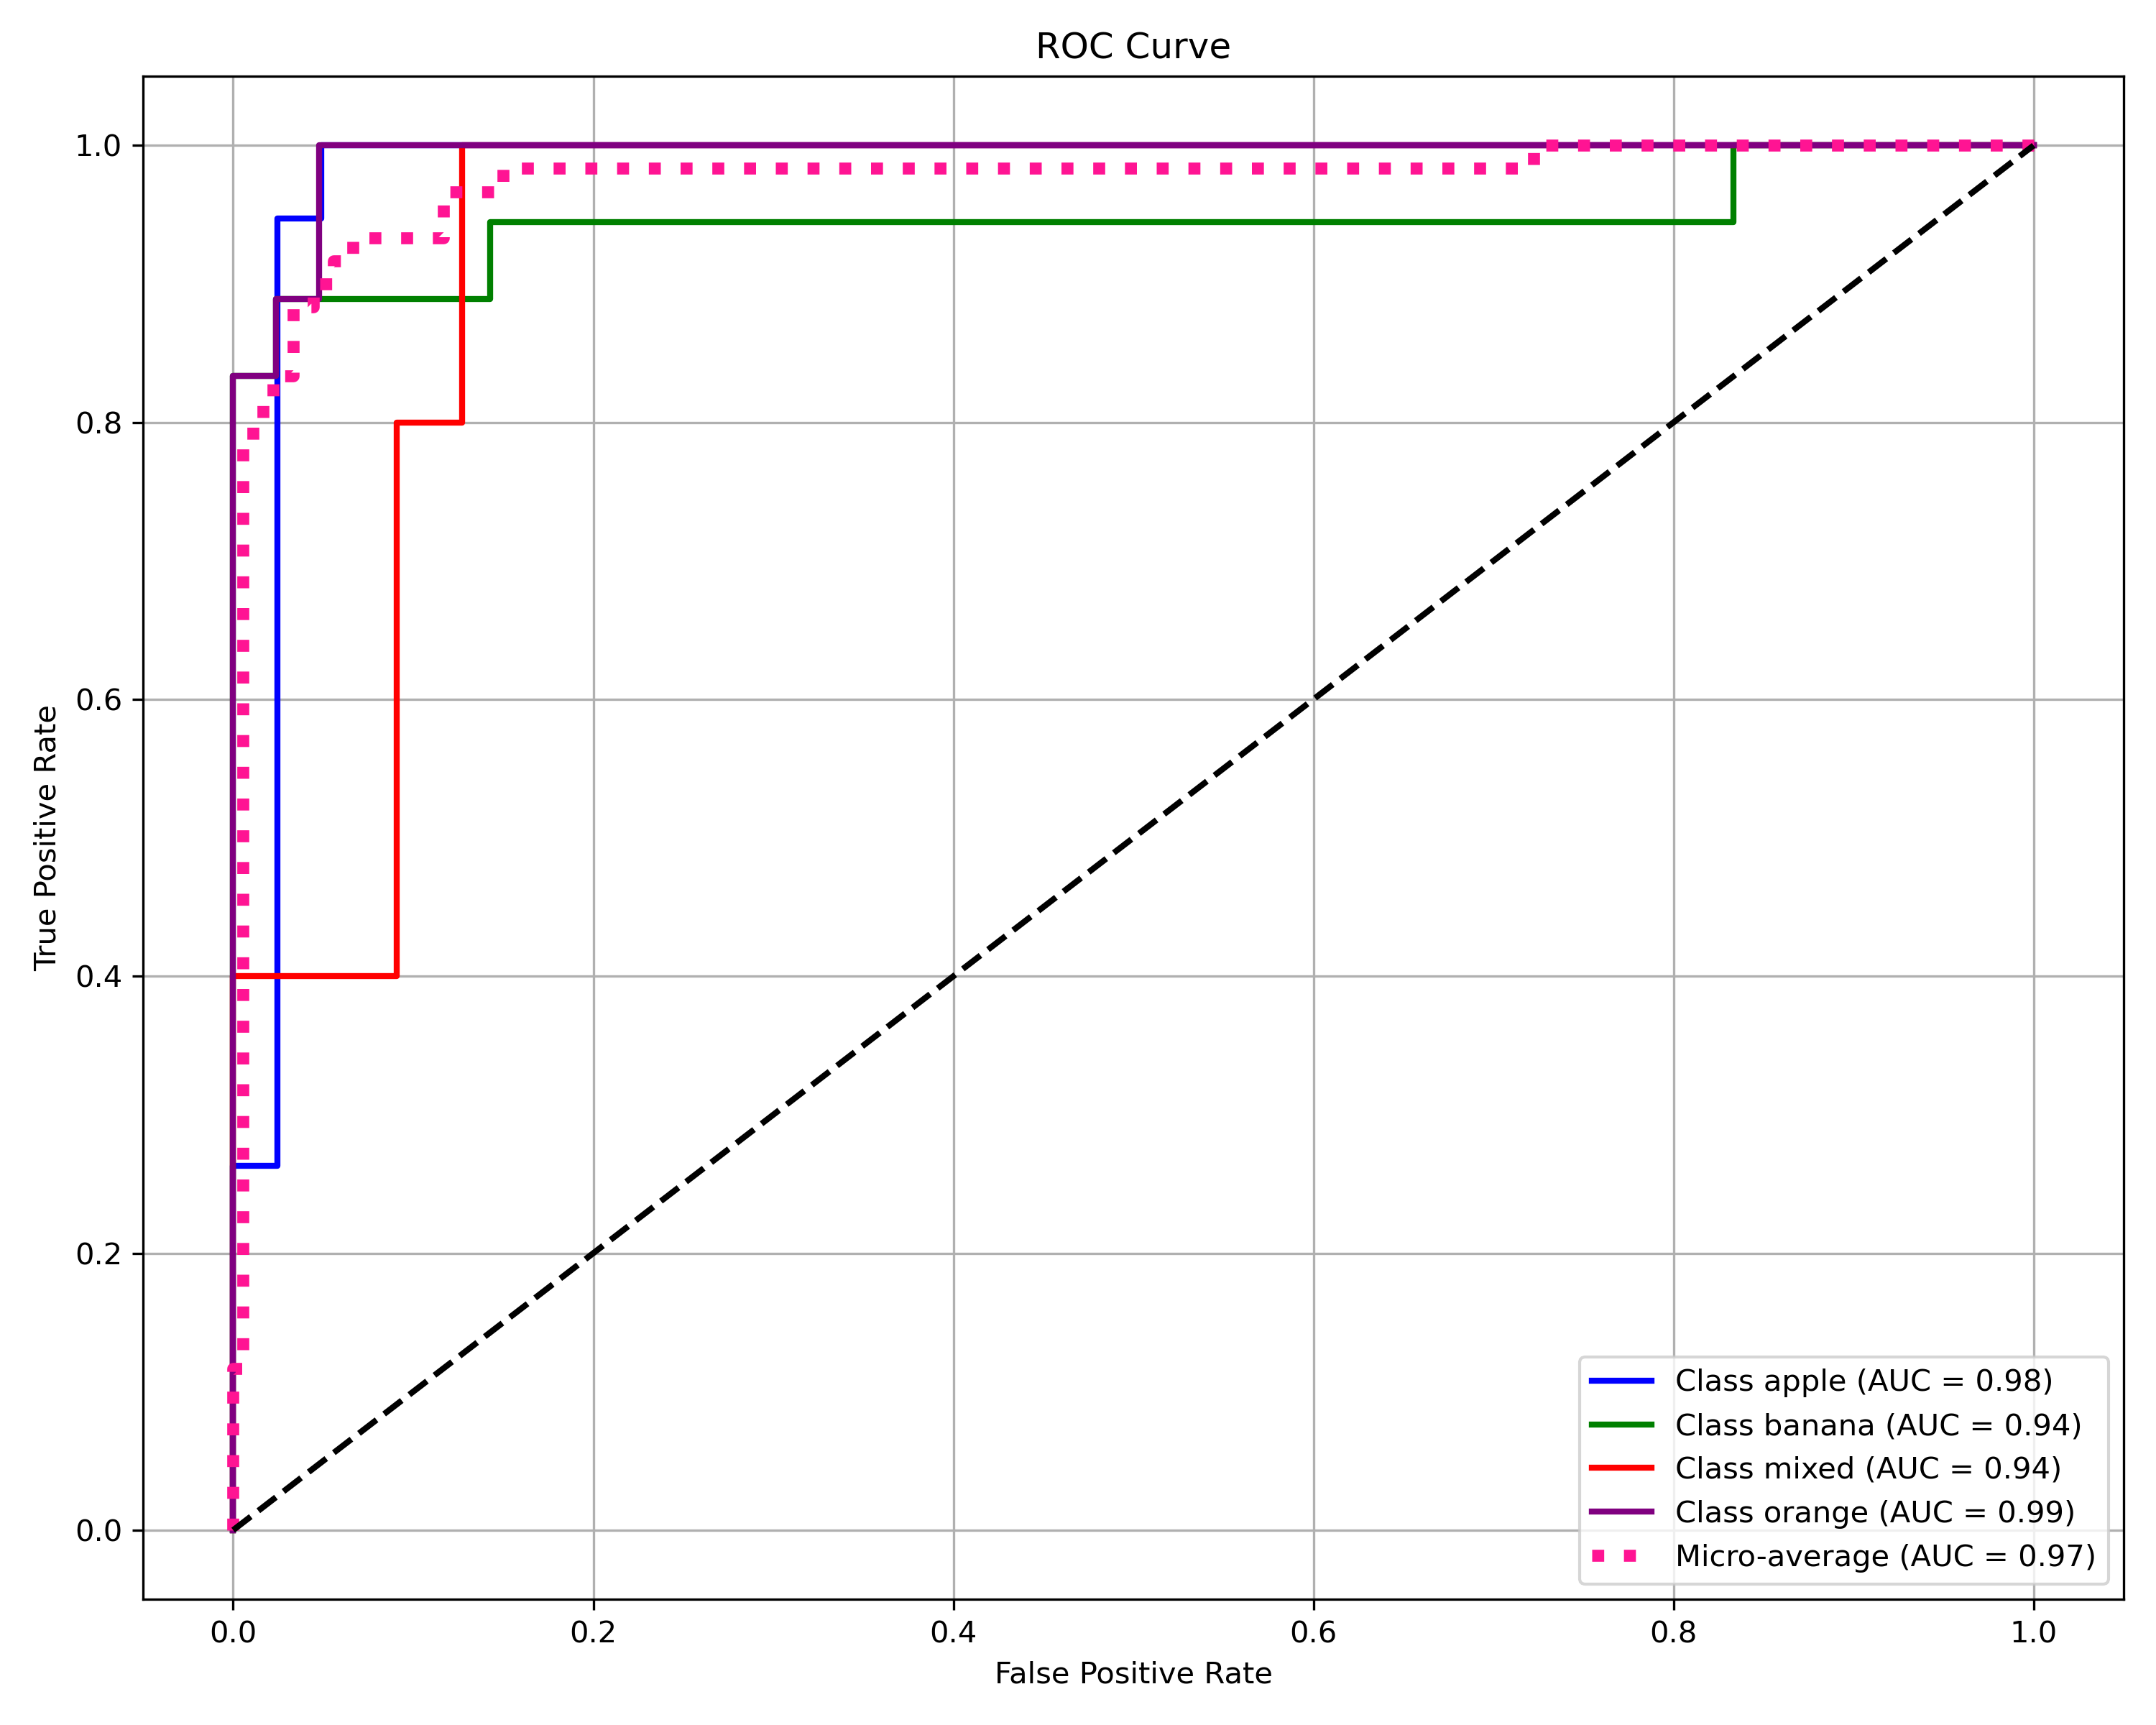 ROC Curve
1.0
0.8
0.6
0.4
0.2
0.0
True Positive Rate
0.0 0.2 0.4 0.6 0.8 1.0
False Positive Rate
Class apple (AUC = 0.98)
Class banana (AUC = 0.94)
Class mixed (AUC = 0.94)
Class orange (AUC = 0.99)
Micro-average (AUC = 0.97)